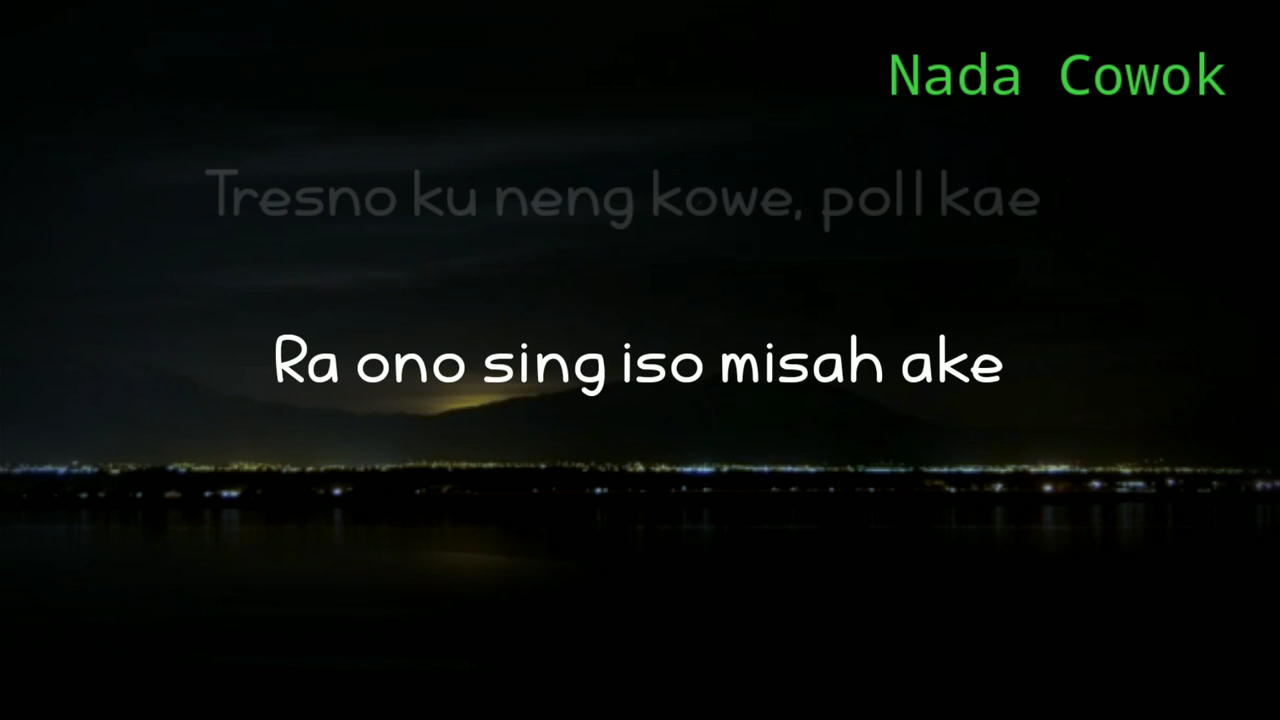 Nada Cowok
Tresno ku neng kowe, poll kae
Ra ono sing iso misah ake